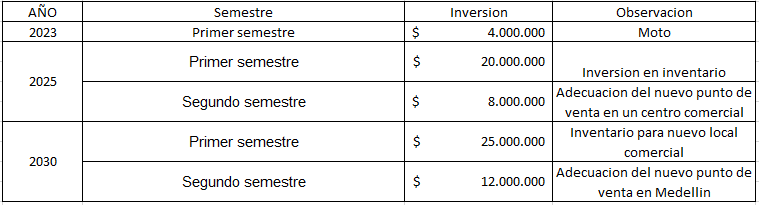 AÑO Semestre Inversion Observacion
2023 Primer semestre $ 4.000.000 Moto
2025 Primer semestre $ 20.000.000 Inversion en inventario
Segundo semestre $ 8.000.000 Adecuacion del nuevo punto de
venta en un centro comercial
2030 Primer semestre $ 25.000.000 Inventario para nuevo local
comercial
Segundo semestre $ 12.000.000 Adecuacion del nuevo punto de
venta en Medellin